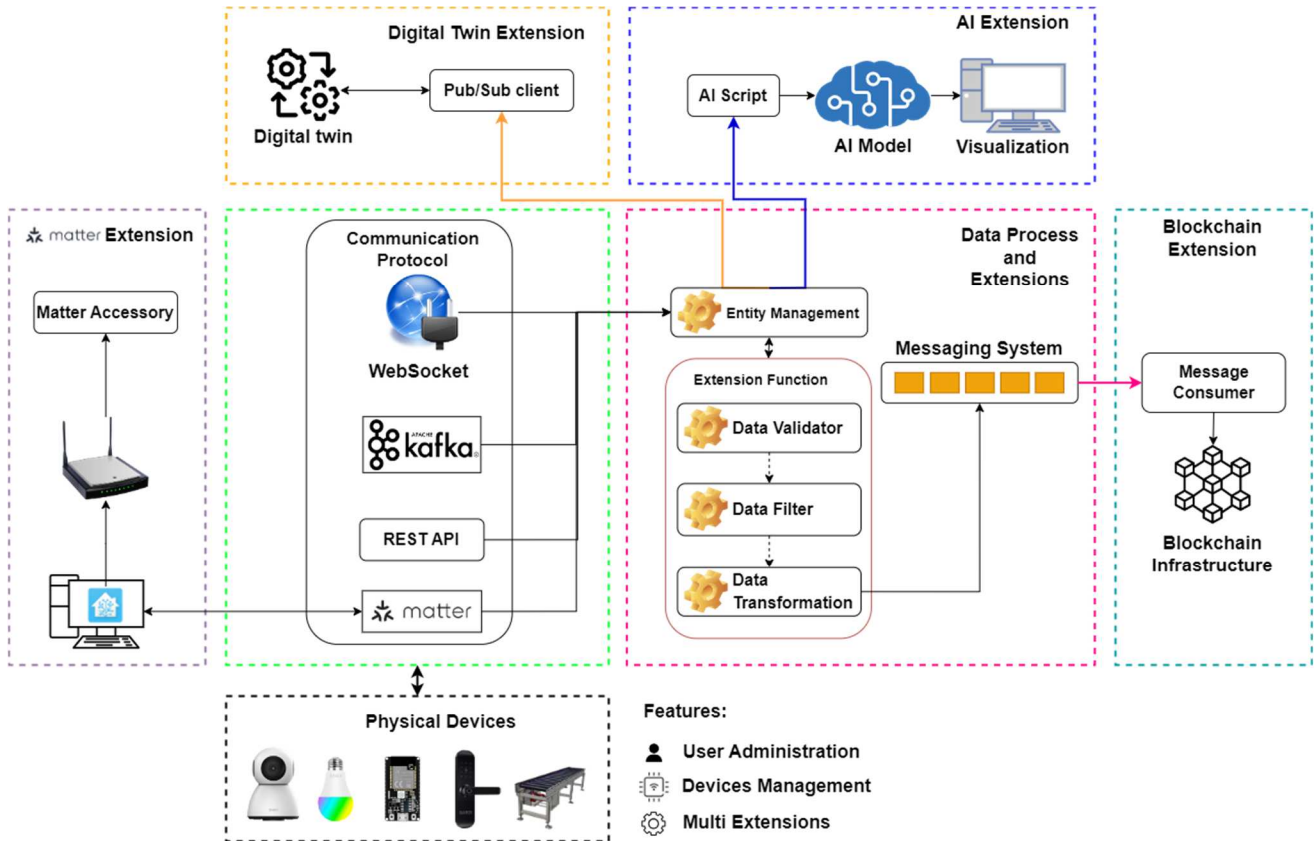 Digital Twin Extension
Pub/Sub client
Digital twin
AI Extension
AI Script
AI Model
Visualization
matter Extension
Matter Accessory
Communication
Protocol
WebSocket
APACHE
kafka
REST API
matter
Data Process
and
Extensions
Entity Management
Extension Function
Data Validator
Data Filter
Data
Transformation
Messaging System
Blockchain
Extension
Message
Consumer
Blockchain
Infrastructure
Physical Devices
Features:
User Administration
Devices Management
Multi Extensions